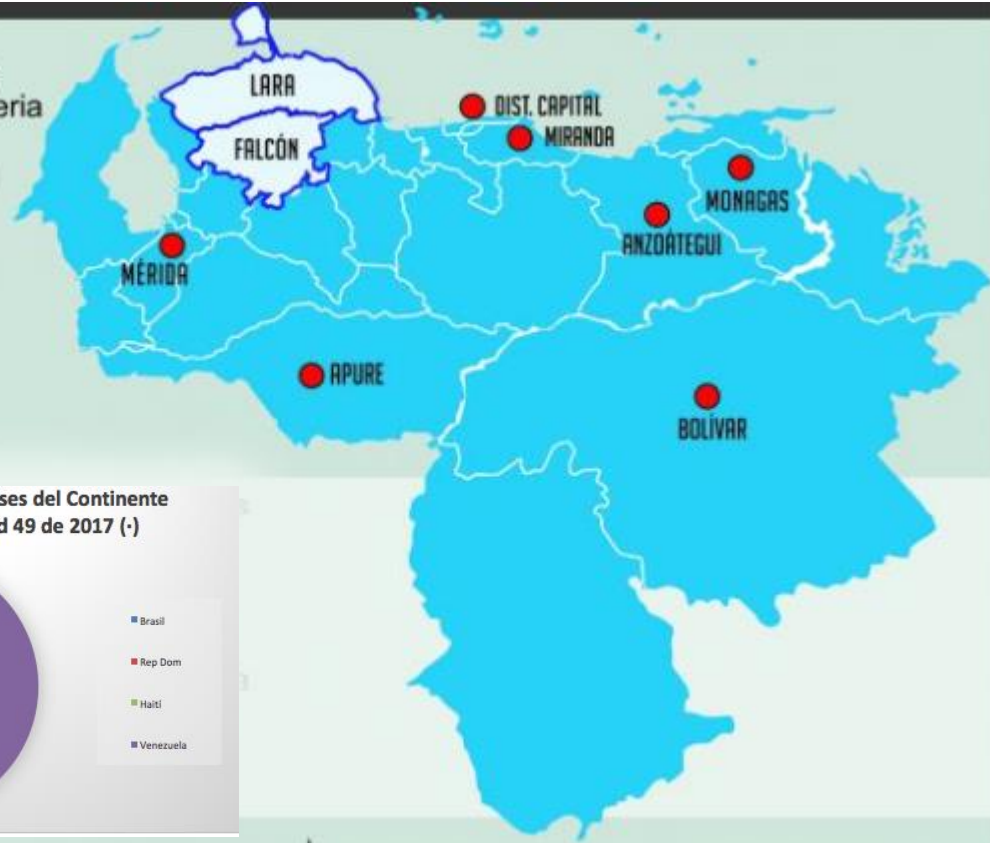 eria
LARA
FALCÓN
DIST. CAPITAL
MIRANDA
MONAGAS
ANZOÁTEGUI
MÉRIDA
APURE
BOLÍVAR
ses del Continente
d 49 de 2017 (·)
Brasil
Rep Dom
Haití
Venezuela